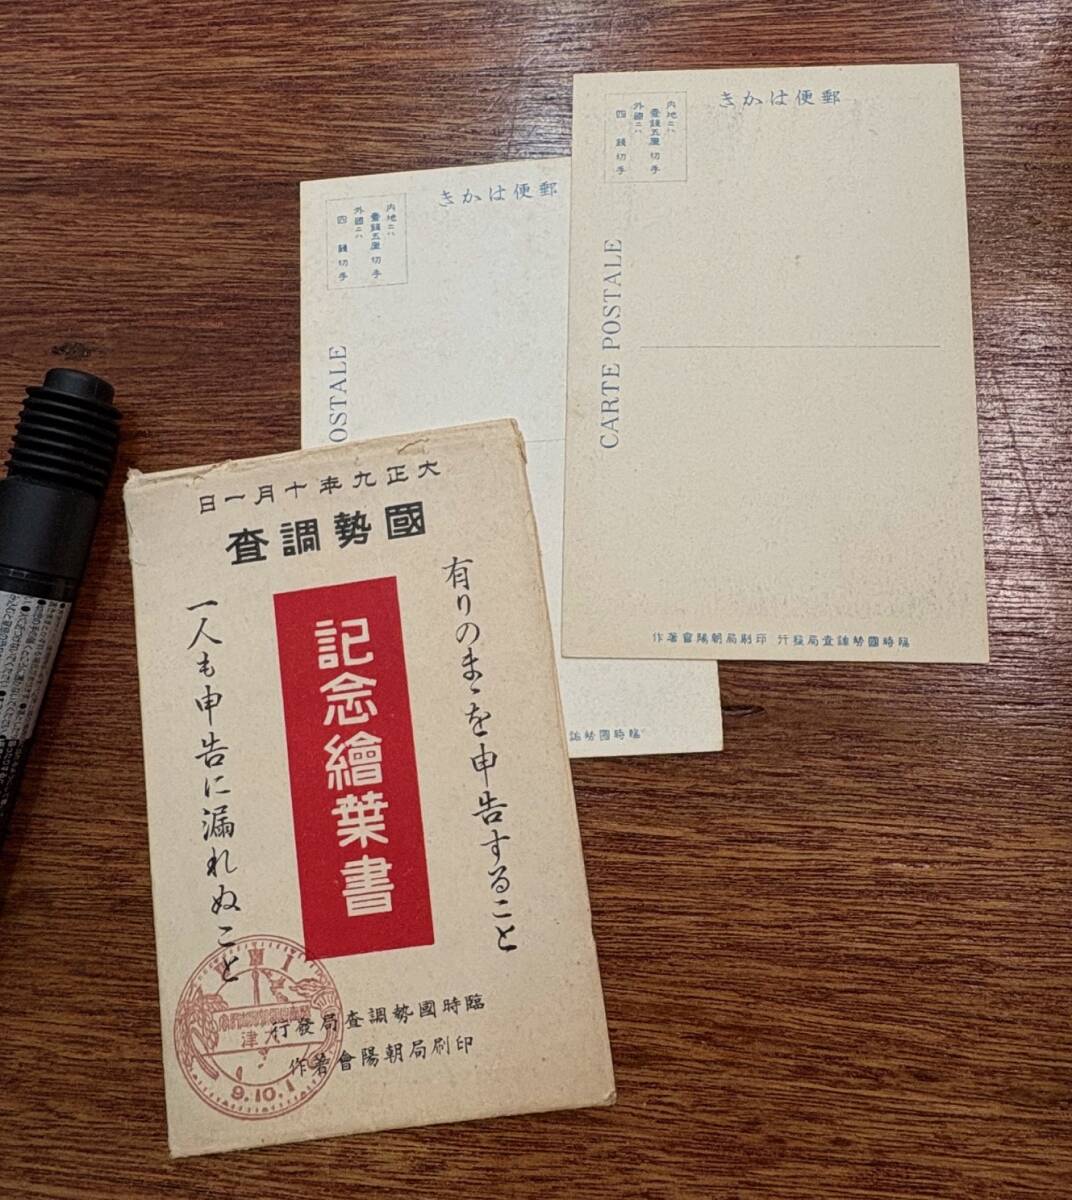 大正九年十月一日
國勢調査
有りのまゝを申告すること
記念繪葉書
一人も申告に漏れぬこと
臨時國勢調査局發行
印刷局朝陽會著作
津
9.10.1
郵便はかき
內地ニハ
壹錢五厘切手
外國ニハ
四錢切手
OSTALE
臨時國勢調
郵便はかき
內地ニハ
壹錢五厘切手
外國ニハ
四錢切手
CARTE POSTALE
臨時國勢調査局發行 印刷局朝陽會著作